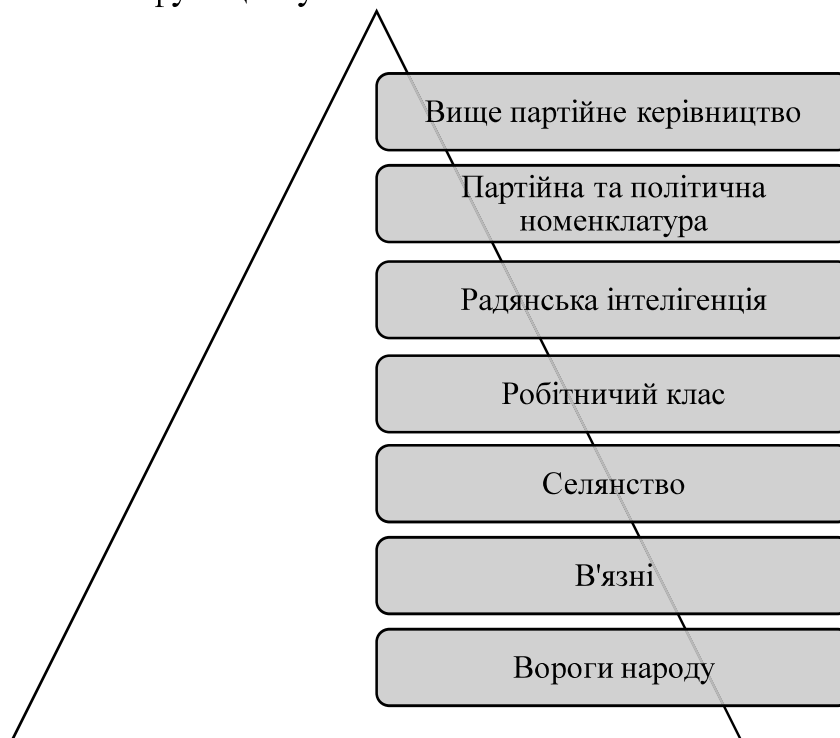 Вище партійне керівництво
Партійна та політична
номенклатура
Радянська інтелігенція
Робітничий клас
Селянство
В'язні
Вороги народу